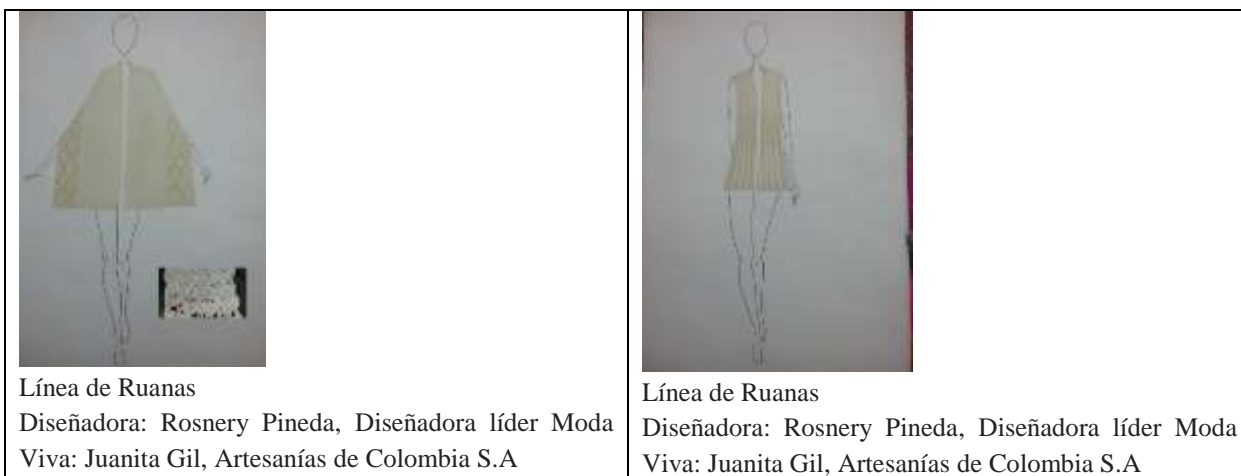 Línea de Ruanas
Diseñadora: Rosnery Pineda, Diseñadora líder Moda
Viva: Juanita Gil, Artesanías de Colombia S.A
Línea de Ruanas
Diseñadora: Rosnery Pineda, Diseñadora líder Moda
Viva: Juanita Gil, Artesanías de Colombia S.A